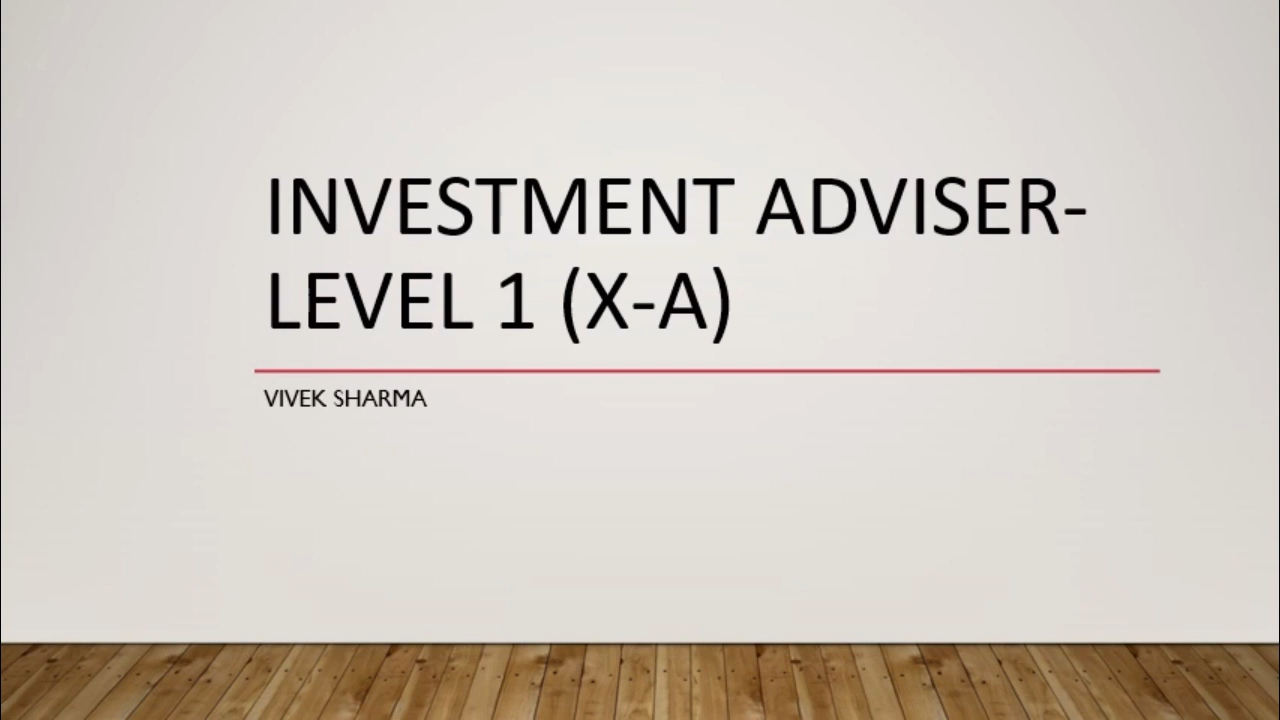 INVESTMENT ADVISER-
LEVEL 1 (X-A)
VIVEK SHARMA